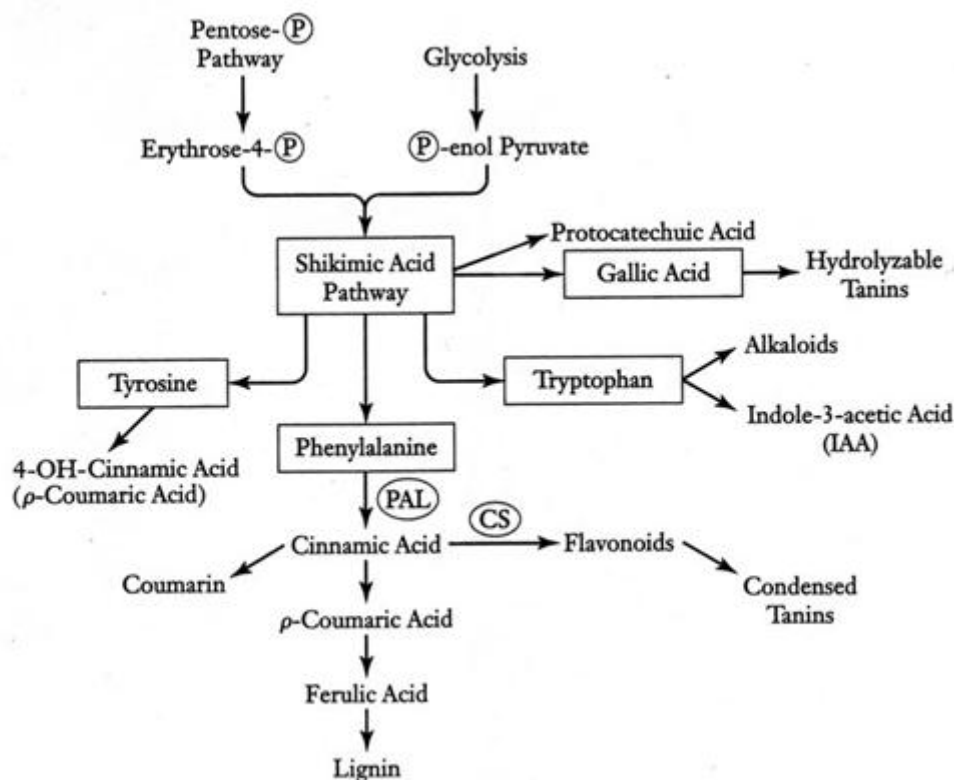 Pentose-Ⓟ
Pathway
Glycolysis
Erythrose-4-Ⓟ
Ⓟ-enol Pyruvate
Shikimic Acid
Pathway
Protocatechuic Acid
Gallic Acid
Hydrolyzable
Tanins
Tyrosine
Tryptophan
Alkaloids
Indole-3-acetic Acid
(IAA)
Phenylalanine
4-OH-Cinnamic Acid
(ρ-Coumaric Acid)
PAL
CS
Cinnamic Acid
Flavonoids
Coumarin
Condensed
Tanins
ρ-Coumaric Acid
Ferulic Acid
Lignin